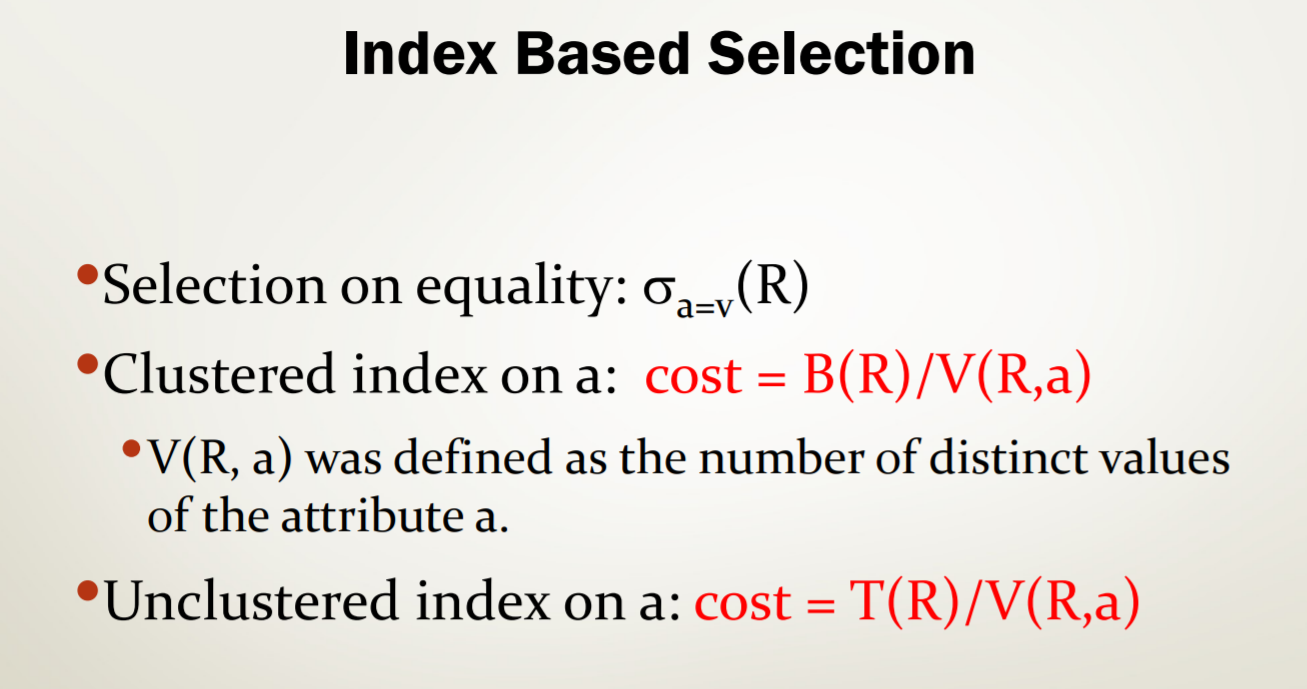 Index Based Selection
•Selection on equality: σa=v(R)
•Clustered index on a: cost = B(R)/V(R,a)
•V(R, a) was defined as the number of distinct values
of the attribute a.
•Unclustered index on a: cost = T(R)/V(R,a)